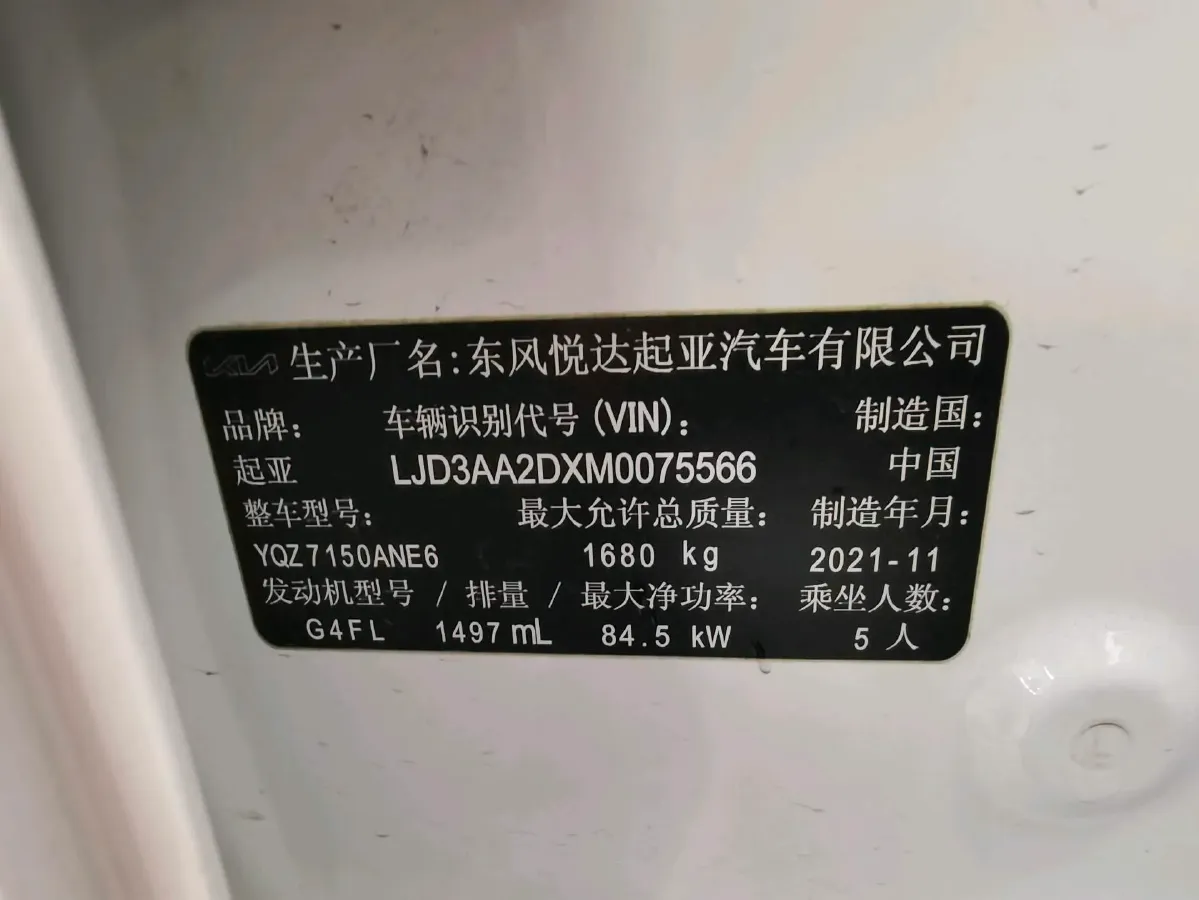 KIA 生产厂名:东风悦达起亚汽车有限公司
品牌: 车辆识别代号(VIN): 制造国:
起亚 LJD3AA2DXM0075566 中国
整车型号: 最大允许总质量: 制造年月:
YQZ7150ANE6 1680 kg 2021-11
发动机型号 / 排量 / 最大净功率: 乘坐人数:
G4FL 1497 mL 84.5 kW 5 人